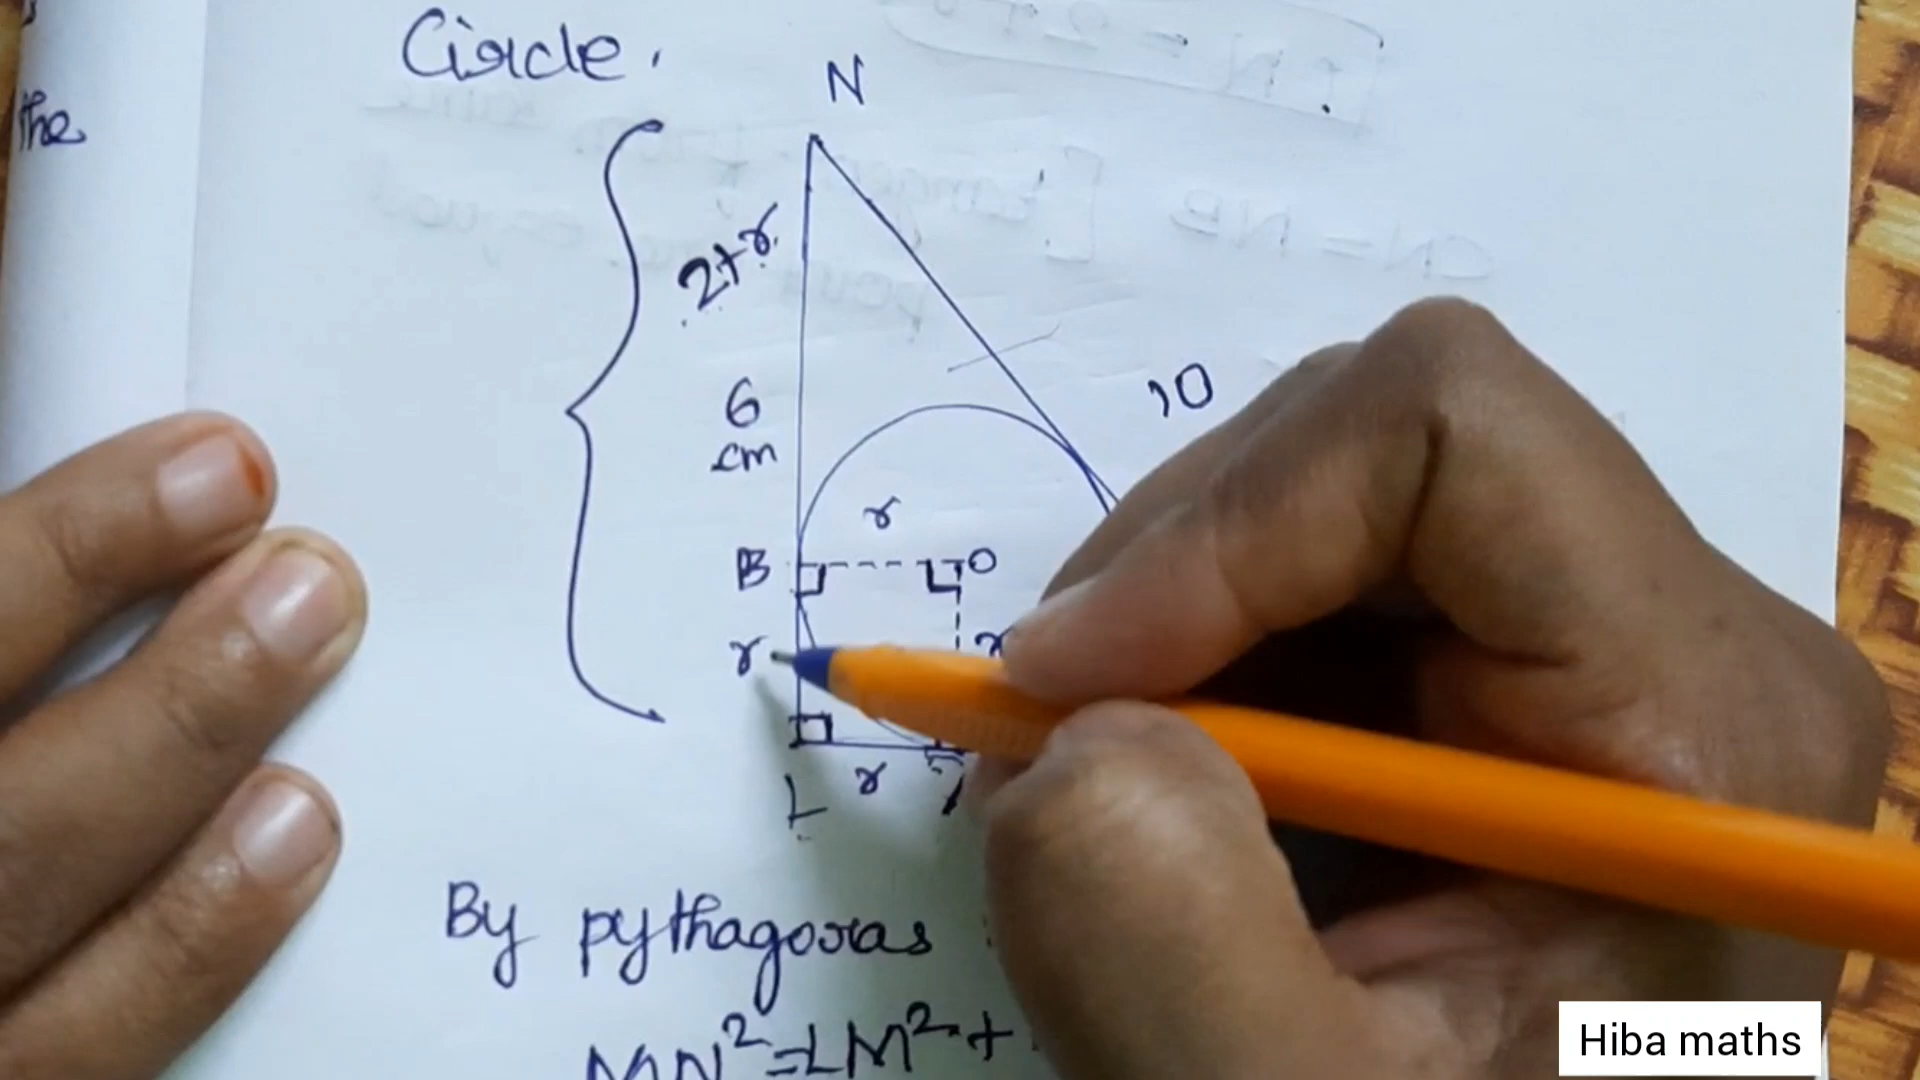 the
Circle.
N
2+r
6
cm
10
r
B
O
r
r
L
r
By pythagoras
MN²=LM²+
Hiba maths